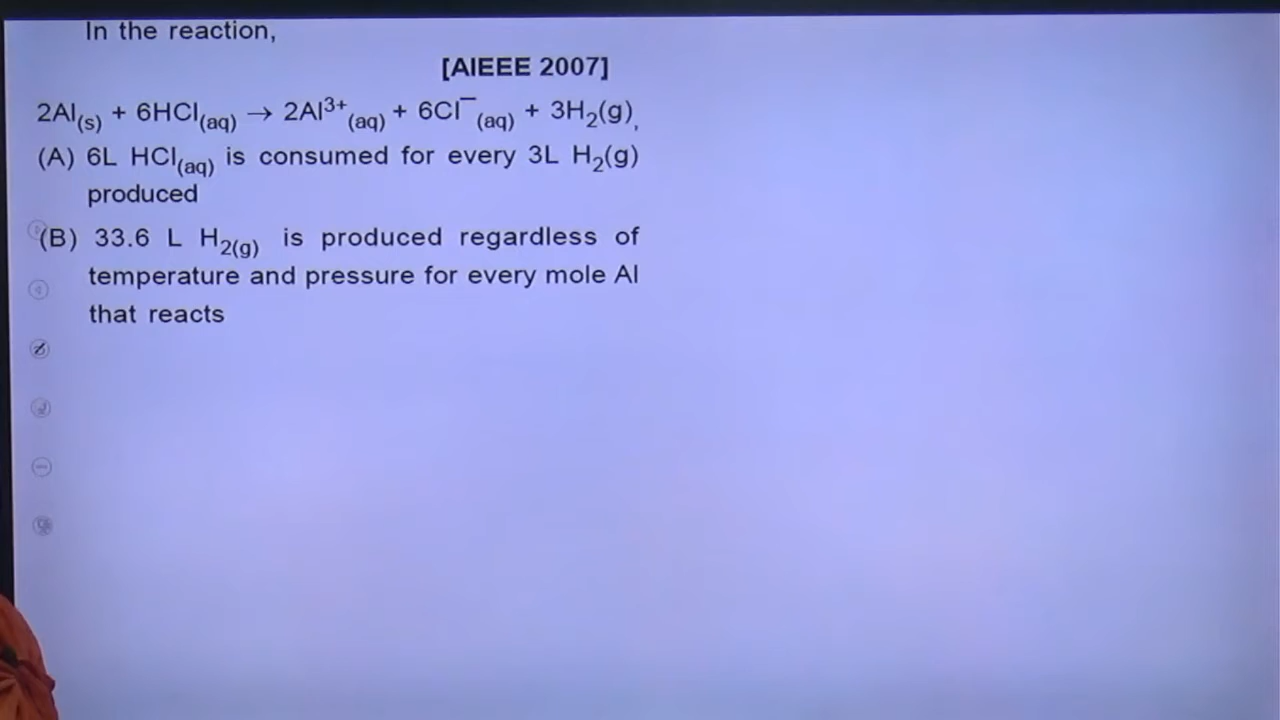 In the reaction,
[AIEEE 2007]
2Al(s) + 6HCl(aq) → 2Al³⁺(aq) + 6Cl⁻(aq) + 3H₂(g),
(A) 6L HCl(aq) is consumed for every 3L H₂(g)
produced
(B) 33.6 L H₂(g) is produced regardless of
temperature and pressure for every mole Al
that reacts